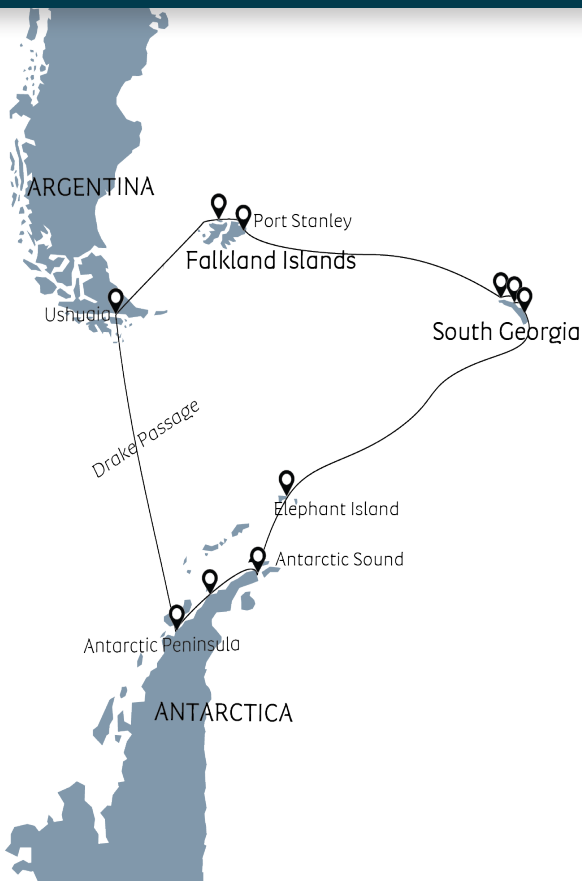 ARGENTINA
Port Stanley
Falkland Islands
Ushuaia
South Georgia
Drake Passage
Elephant Island
Antarctic Sound
Antarctic Peninsula
ANTARCTICA